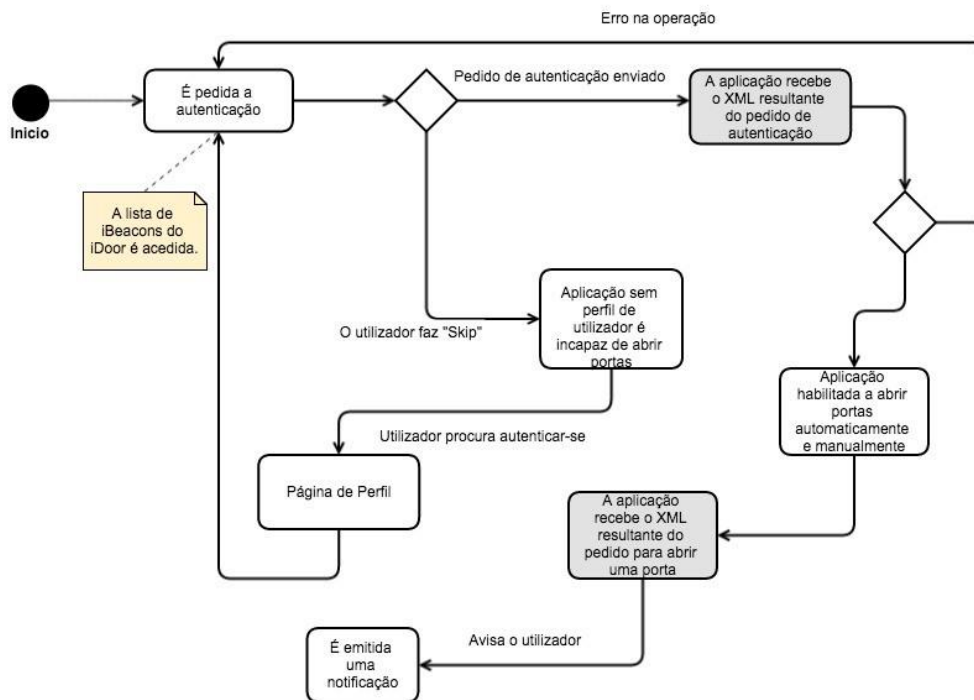 Erro na operação
É pedida a
autenticação
Pedido de autenticação enviado
A aplicação recebe
o XML resultante
do pedido de
autenticação
Inicio
A lista de
iBeacons do
iDoor é acedida.
Aplicação sem
perfil de
utilizador é
incapaz de abrir
portas
O utilizador faz "Skip"
Aplicação
habilitada a abrir
portas
automaticamente
e manualmente
Utilizador procura autenticar-se
Página de Perfil
A aplicação
recebe o XML
resultante do
pedido para abrir
uma porta
Avisa o utilizador
É emitida
uma
notificação